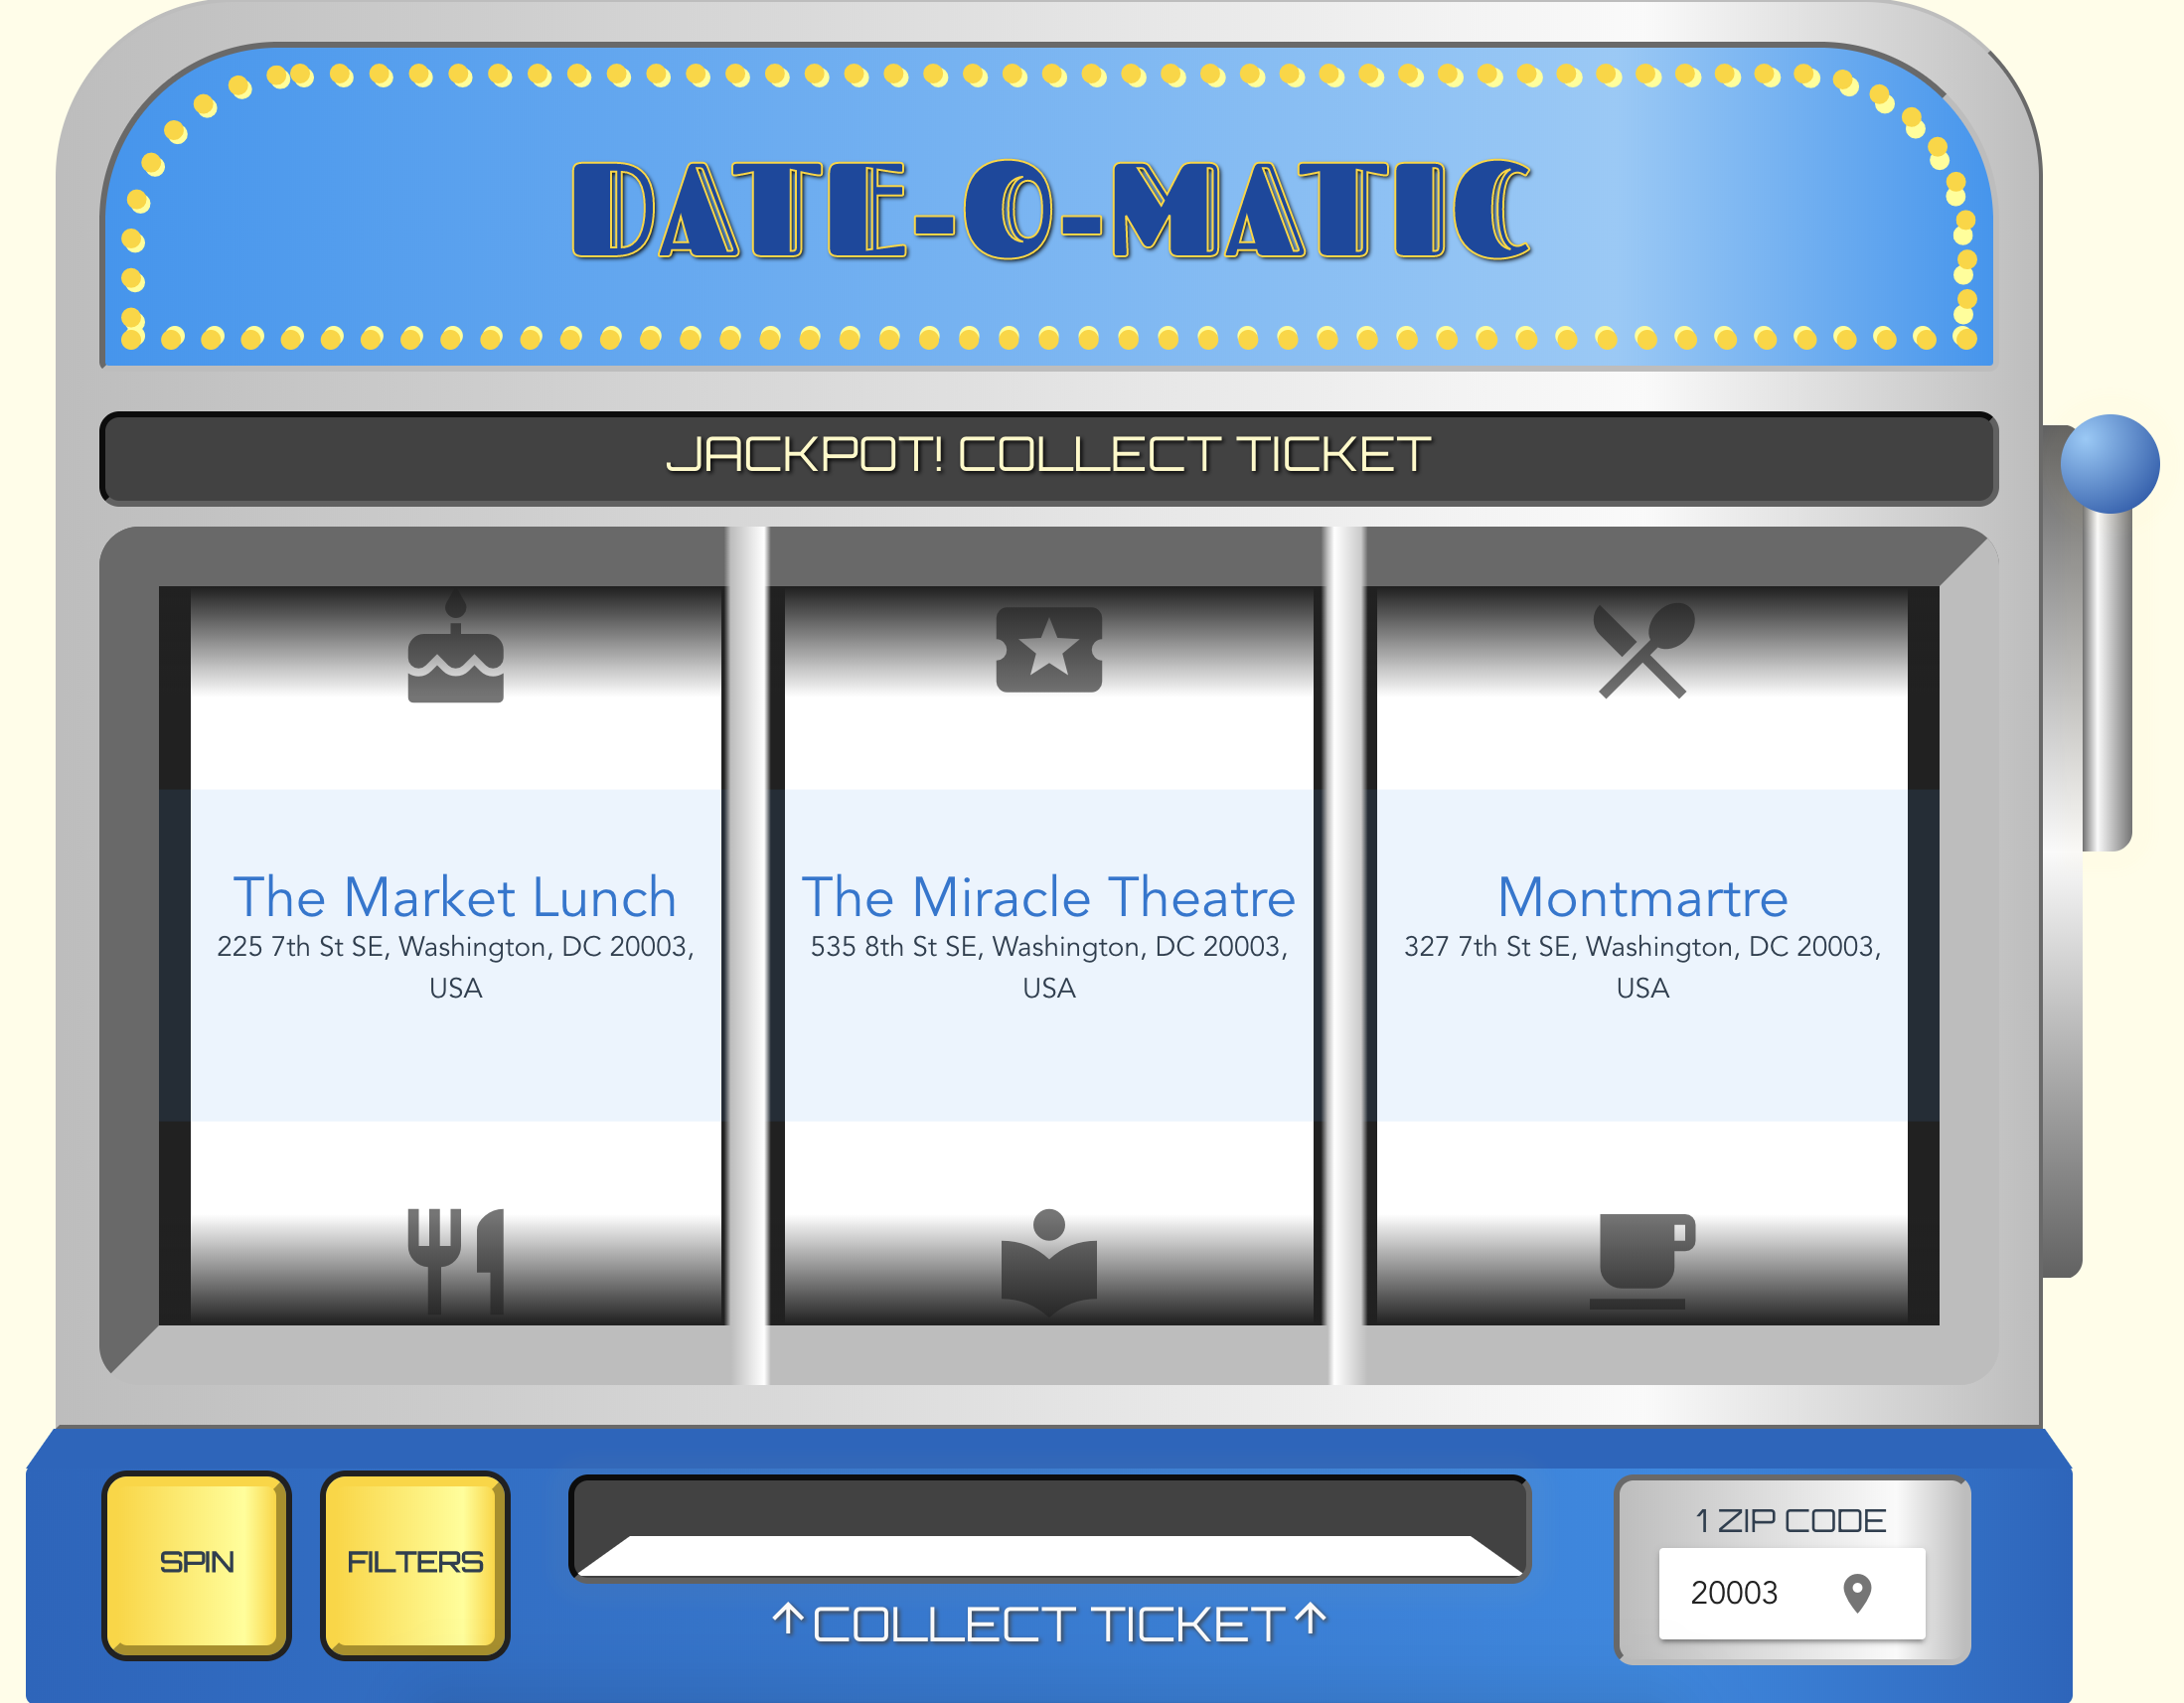 DATE-O-MATIC
JACKPOT! COLLECT TICKET
The Market Lunch
225 7th St SE, Washington, DC 20003,
USA
The Miracle Theatre
535 8th St SE, Washington, DC 20003,
USA
Montmartre
327 7th St SE, Washington, DC 20003,
USA
SPIN
FILTERS
↑COLLECT TICKET↑
1 ZIP CODE
20003